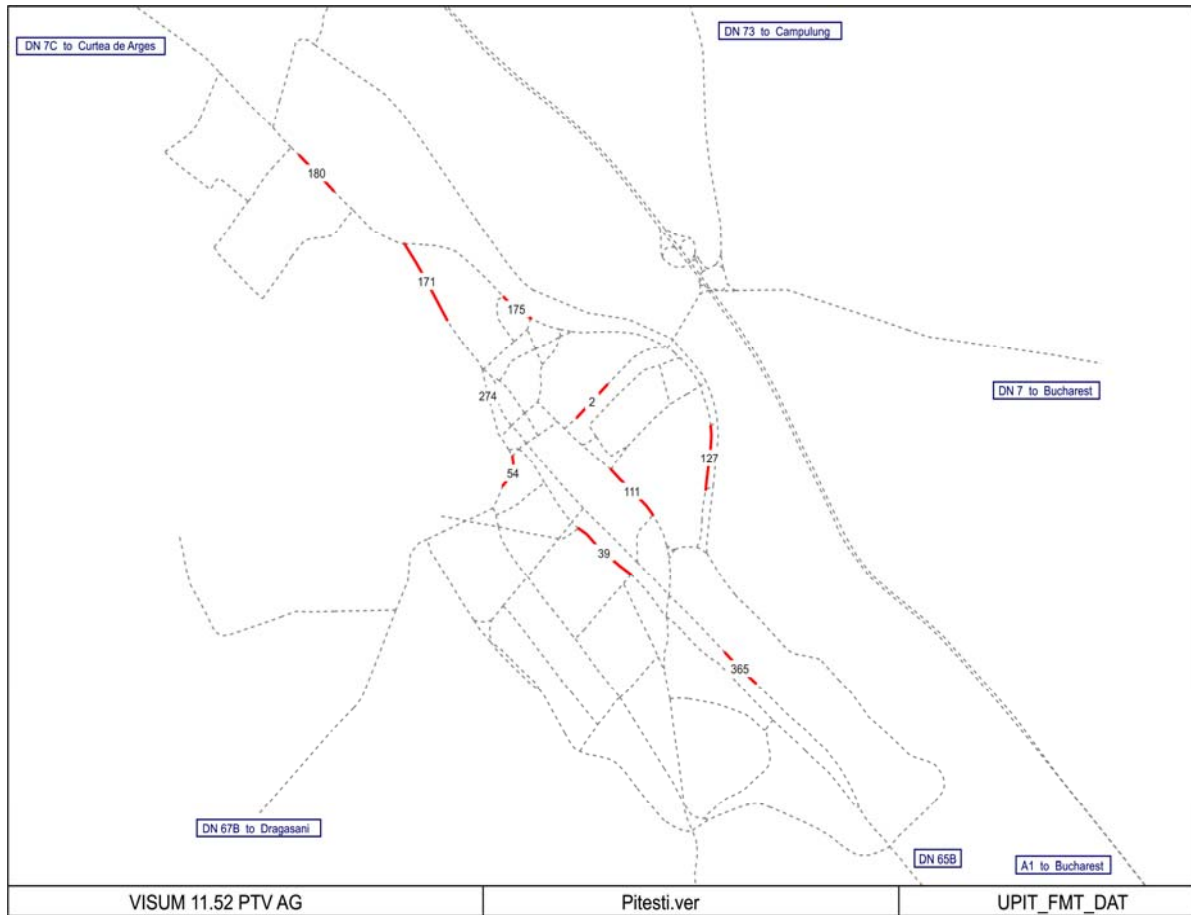 DN 7C to Curtea de Arges
DN 73 to Campulung
180
171
175
DN 7 to Bucharest
274
2
127
54
111
39
365
DN 67B to Dragasani
DN 65B
A1 to Bucharest
VISUM 11.52 PTV AG
Pitesti.ver
UPIT_FMT_DAT